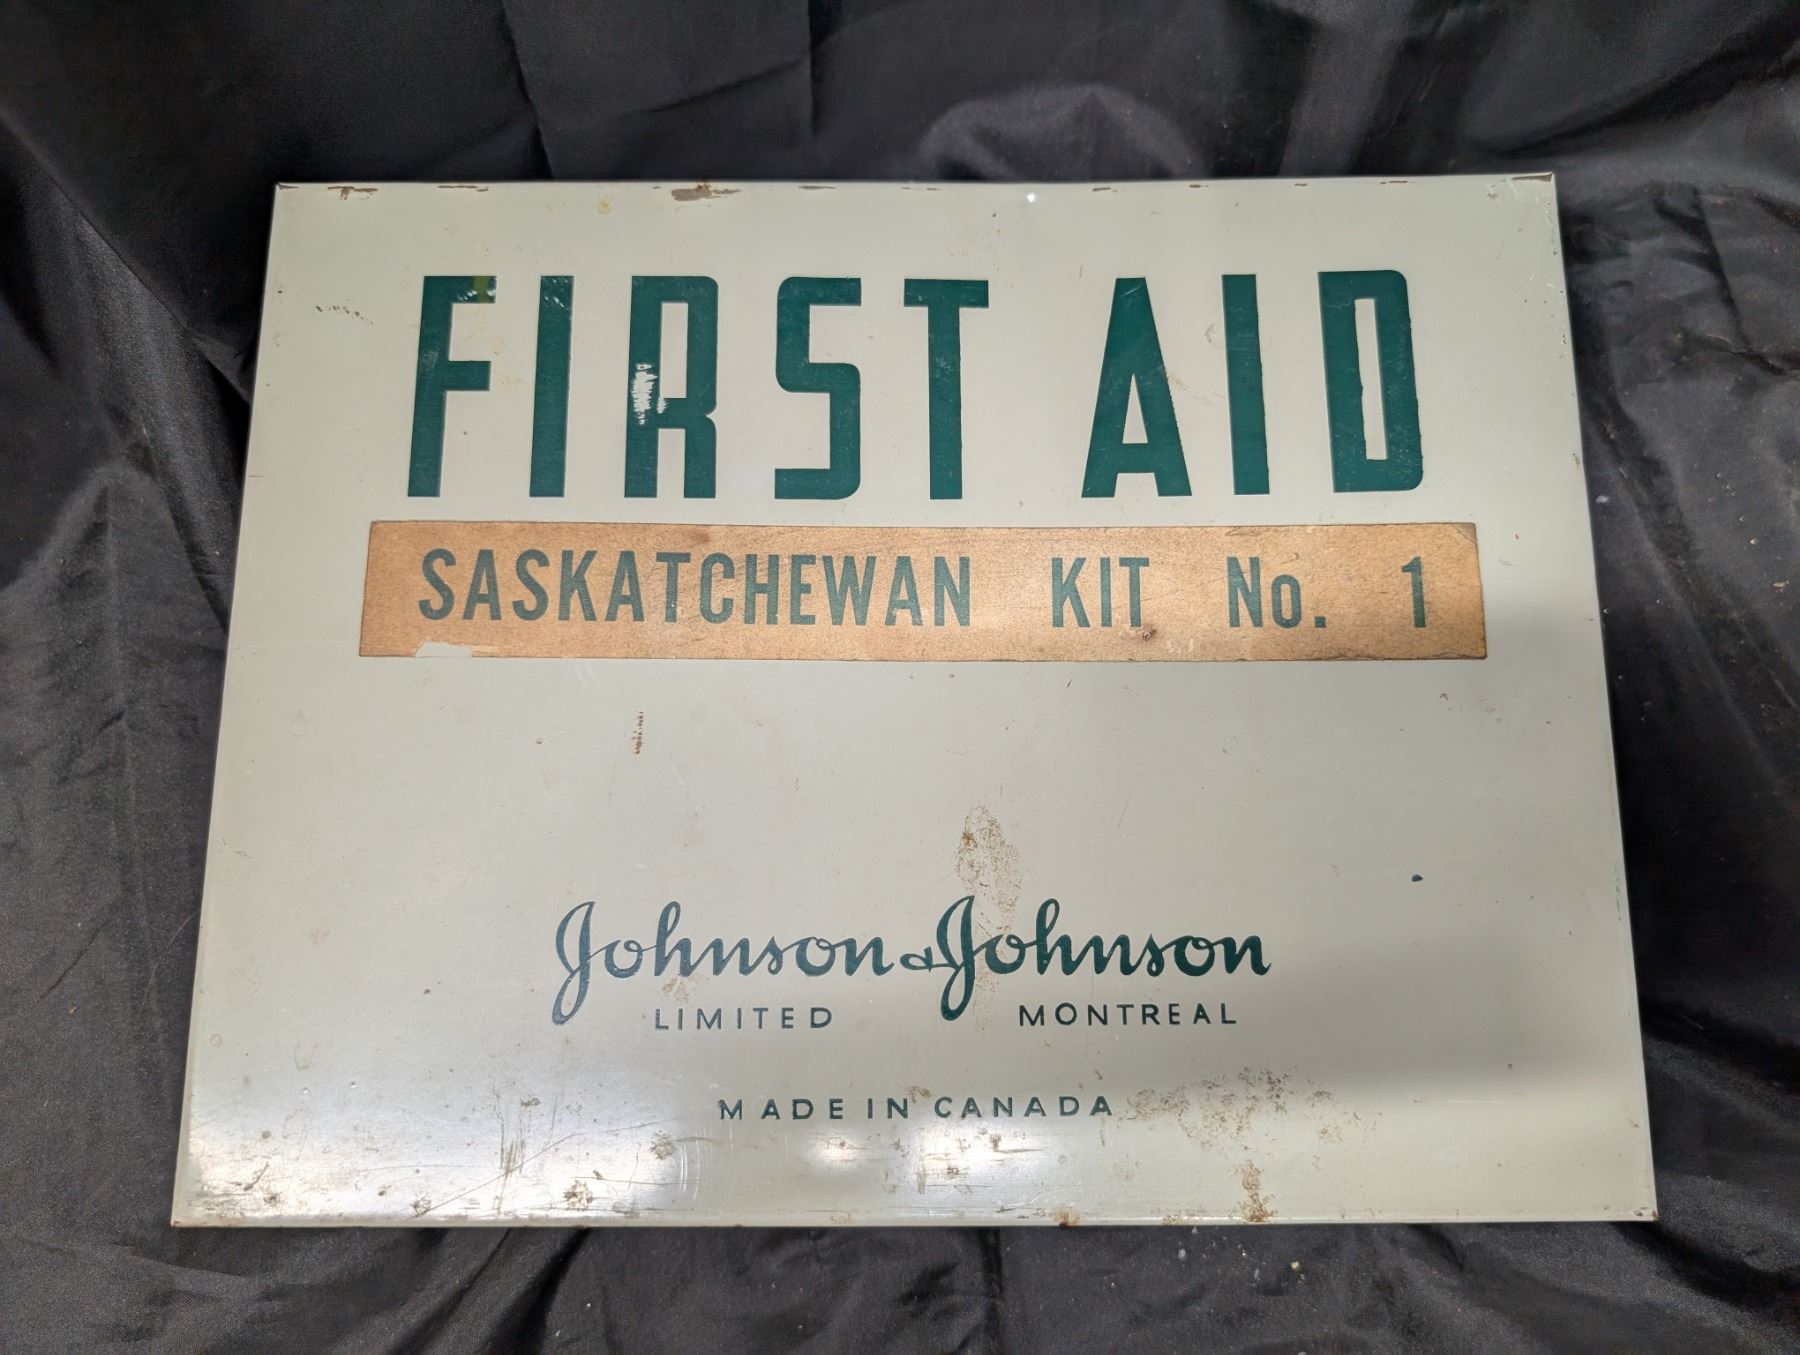 FIRST AID
SASKATCHEWAN KIT No. 1
Johnson & Johnson
LIMITED MONTREAL
MADE IN CANADA